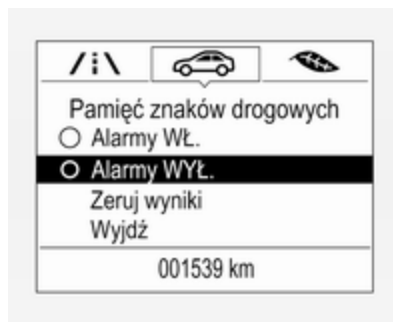 Pamięć znaków drogowych
Alarmy WŁ.
Alarmy WYŁ.
Zeruj wyniki
Wyjdź
001539 km